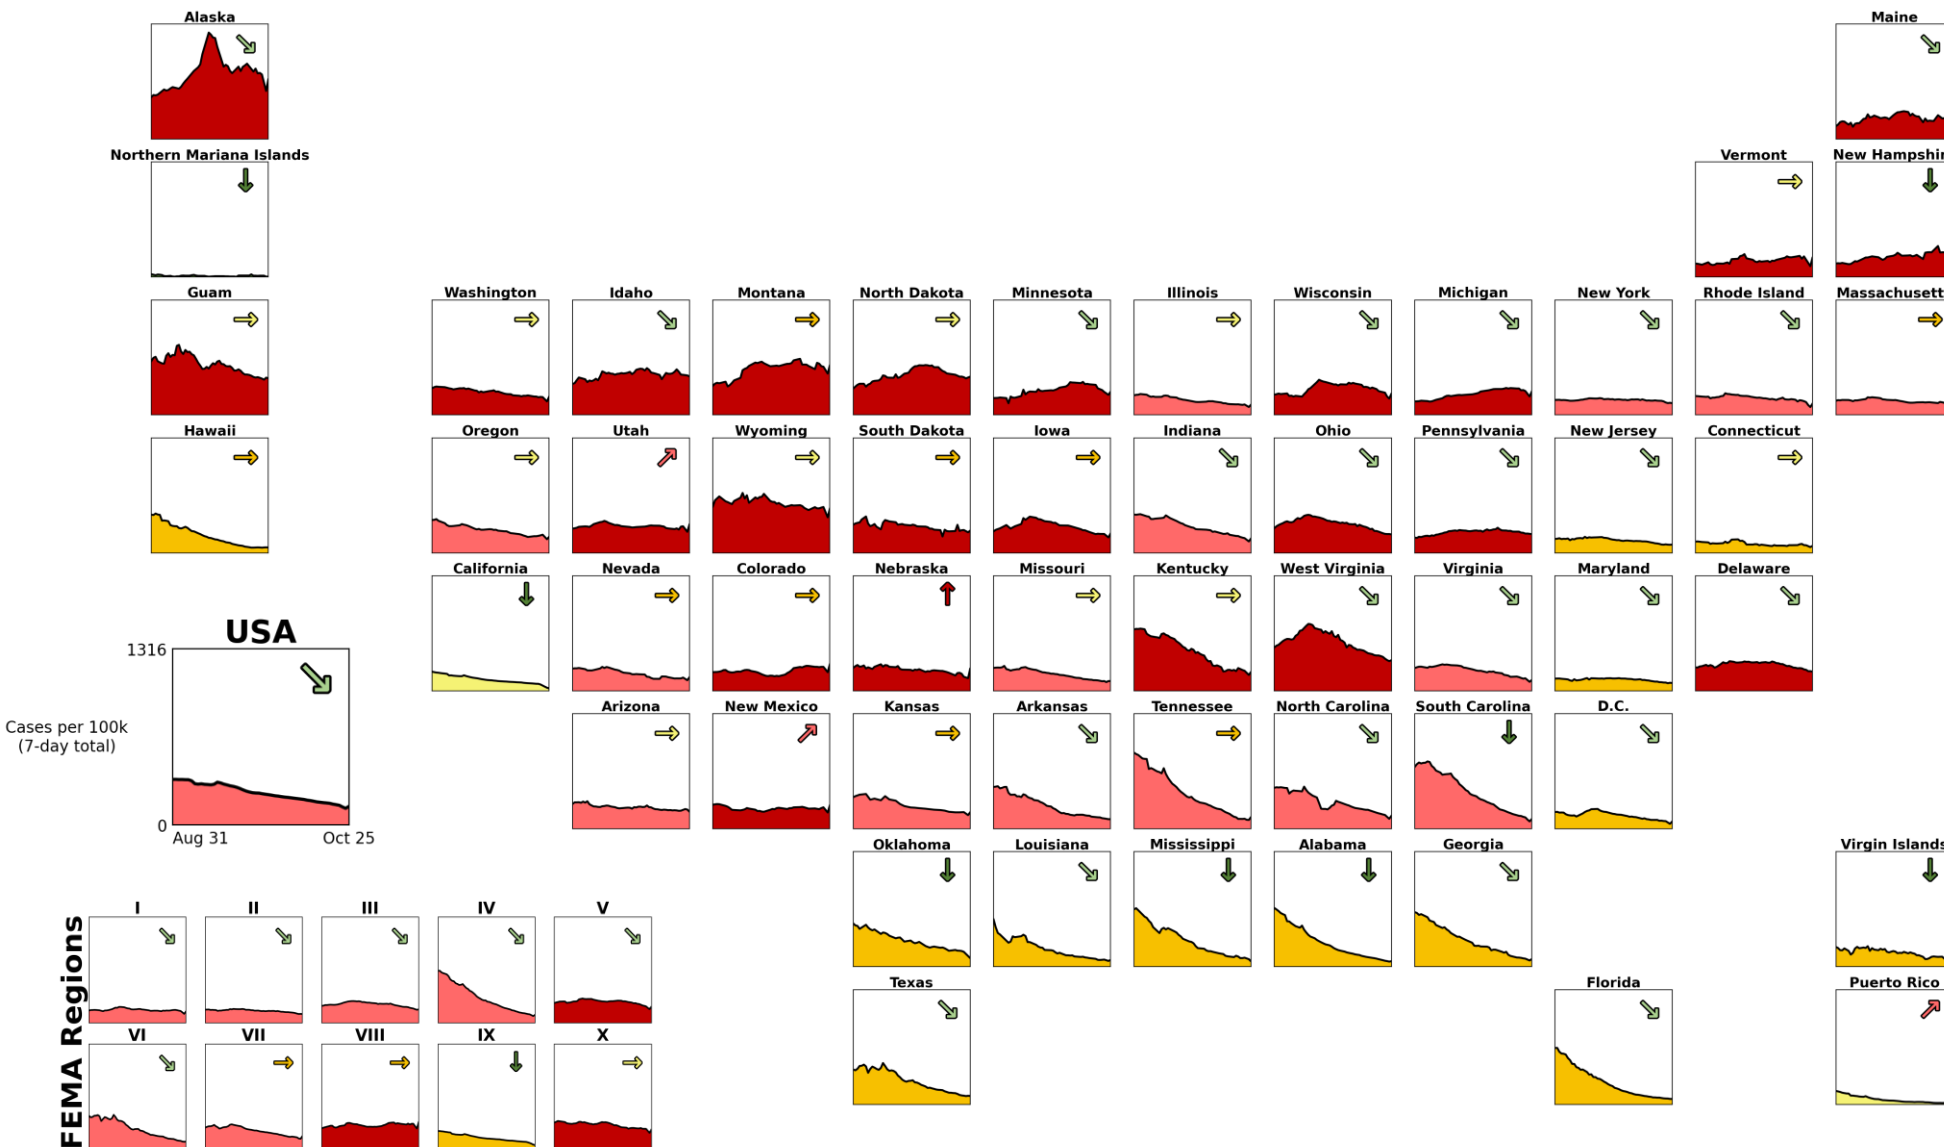 Alaska
Maine
Northern Mariana Islands
Vermont
New Hampshir
Guam
Washington
Idaho
Montana
North Dakota
Minnesota
Illinois
Wisconsin
Michigan
New York
Rhode Island
Massachusett
Hawaii
Oregon
Utah
Wyoming
South Dakota
Iowa
Indiana
Ohio
Pennsylvania
New Jersey
Connecticut
California
Nevada
Colorado
Nebraska
Missouri
Kentucky
West Virginia
Virginia
Maryland
Delaware
USA
1316
Cases per 100k
(7-day total)
0
Aug 31
Oct 25
Arizona
New Mexico
Kansas
Arkansas
Tennessee
North Carolina
South Carolina
D.C.
Oklahoma
Louisiana
Mississippi
Alabama
Georgia
Virgin Islands
Texas
Florida
Puerto Rico
FEMA Regions
I
II
III
IV
V
VI
VII
VIII
IX
X